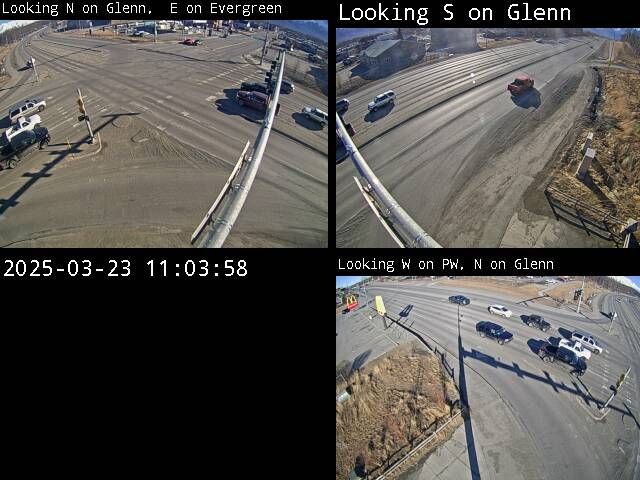 Looking N on Glenn,  E on Evergreen
Looking S on Glenn
2025-03-23 11:03:58
Looking W on PW, N on Glenn